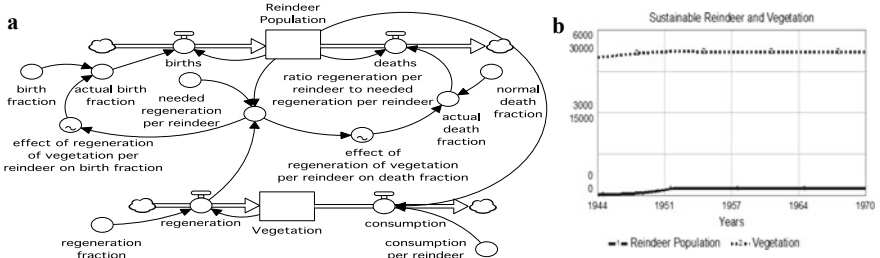 a
Reindeer
Population
births
deaths
birth
fraction
actual birth
fraction
needed
regeneration
per reindeer
ratio regeneration per
reindeer to needed
regeneration per reindeer
normal
death
fraction
actual
death
fraction
effect of regeneration
of vegetation per
reindeer on birth fraction
effect of
regeneration of vegetation
per reindeer on death fraction
regeneration
Vegetation
consumption
regeneration
fraction
consumption
per reindeer
b
Sustainable Reindeer and Vegetation
6000
30000
3000
15000
0
0
1944 1951 1957 1964 1970
Years
1 Reindeer Population 2 Vegetation